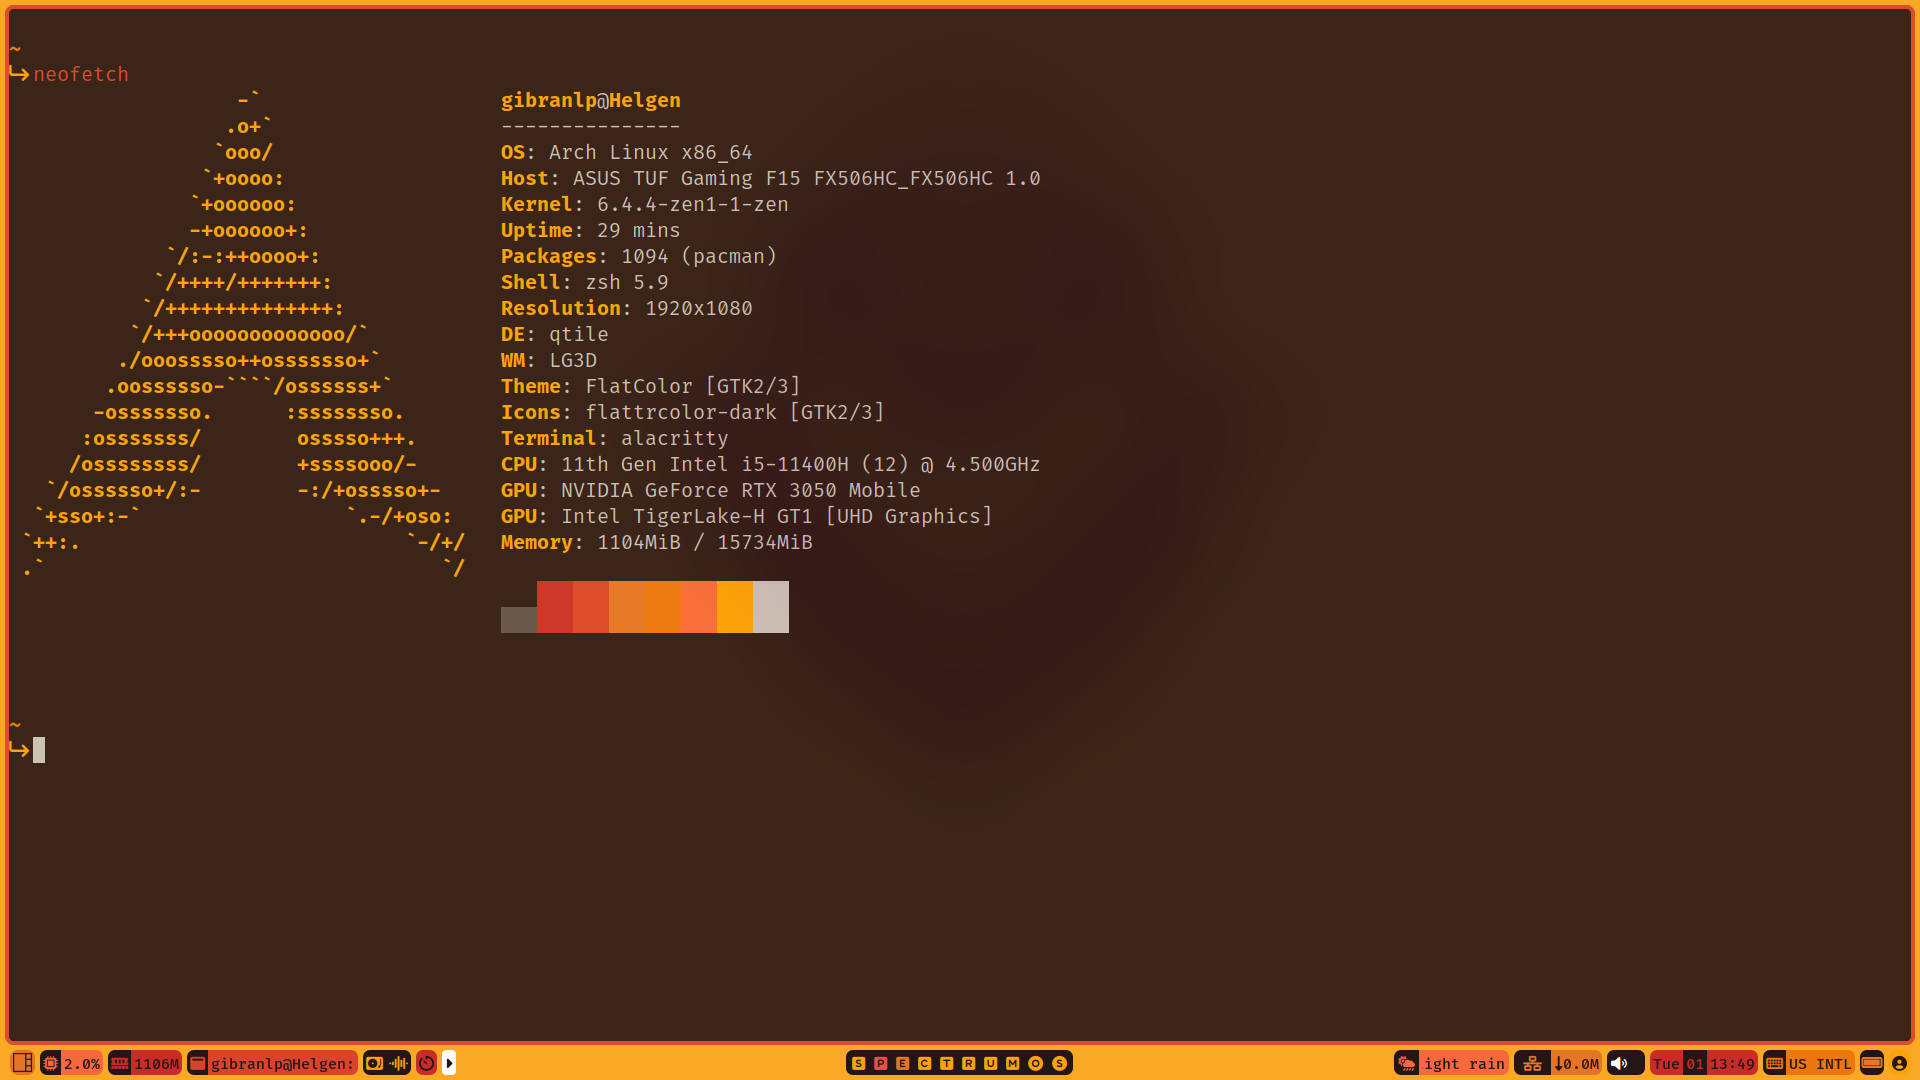 ~
neofetch
-`
.o+`
`ooo/
`+oooo:
`+oooooo:
-+oooooo+:
`/:-:++oooo+:
`/++++/+++++++:
`/++++++++++++++:
`/+++ooooooooooooo/`
./ooosssso++osssssso+`
.oossssso-````/ossssss+`
-osssssso.      :ssssssso.
:osssssss/        osssso+++.
/ossssssss/        +ssssooo/-
`/ossssso+/:-        -:/+osssso+-
`+sso+:-`                 `.-/+oso:
`++:.                           `-/+/
.`                                 `/
gibranlp@Helgen
---------------
OS: Arch Linux x86_64
Host: ASUS TUF Gaming F15 FX506HC_FX506HC 1.0
Kernel: 6.4.4-zen1-1-zen
Uptime: 29 mins
Packages: 1094 (pacman)
Shell: zsh 5.9
Resolution: 1920x1080
DE: qtile
WM: LG3D
Theme: FlatColor [GTK2/3]
Icons: flattrcolor-dark [GTK2/3]
Terminal: alacritty
CPU: 11th Gen Intel i5-11400H (12) @ 4.500GHz
GPU: NVIDIA GeForce RTX 3050 Mobile
GPU: Intel TigerLake-H GT1 [UHD Graphics]
Memory: 1104MiB / 15734MiB
~
2.0% 1106M gibranlp@Helgen: S P E C T R U M O S ight rain ↓0.0M Tue 01 13:49 US INTL